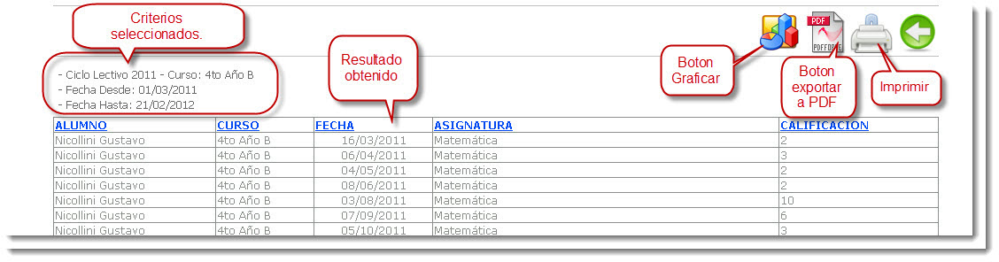 Criterios
seleccionados.
- Ciclo Lectivo 2011 - Curso: 4to Año B
- Fecha Desde: 01/03/2011
- Fecha Hasta: 21/02/2012
Resultado
obtenido
Boton
Graficar
PDF
PDFFORGE
Boton
exportar
a PDF
Imprimir
ALUMNO CURSO FECHA ASIGNATURA CALIFICACION
Nicollini Gustavo 4to Año B 16/03/2011 Matemática 2
Nicollini Gustavo 4to Año B 06/04/2011 Matemática 3
Nicollini Gustavo 4to Año B 04/05/2011 Matemática 2
Nicollini Gustavo 4to Año B 08/06/2011 Matemática 2
Nicollini Gustavo 4to Año B 03/08/2011 Matemática 10
Nicollini Gustavo 4to Año B 07/09/2011 Matemática 6
Nicollini Gustavo 4to Año B 05/10/2011 Matemática 3